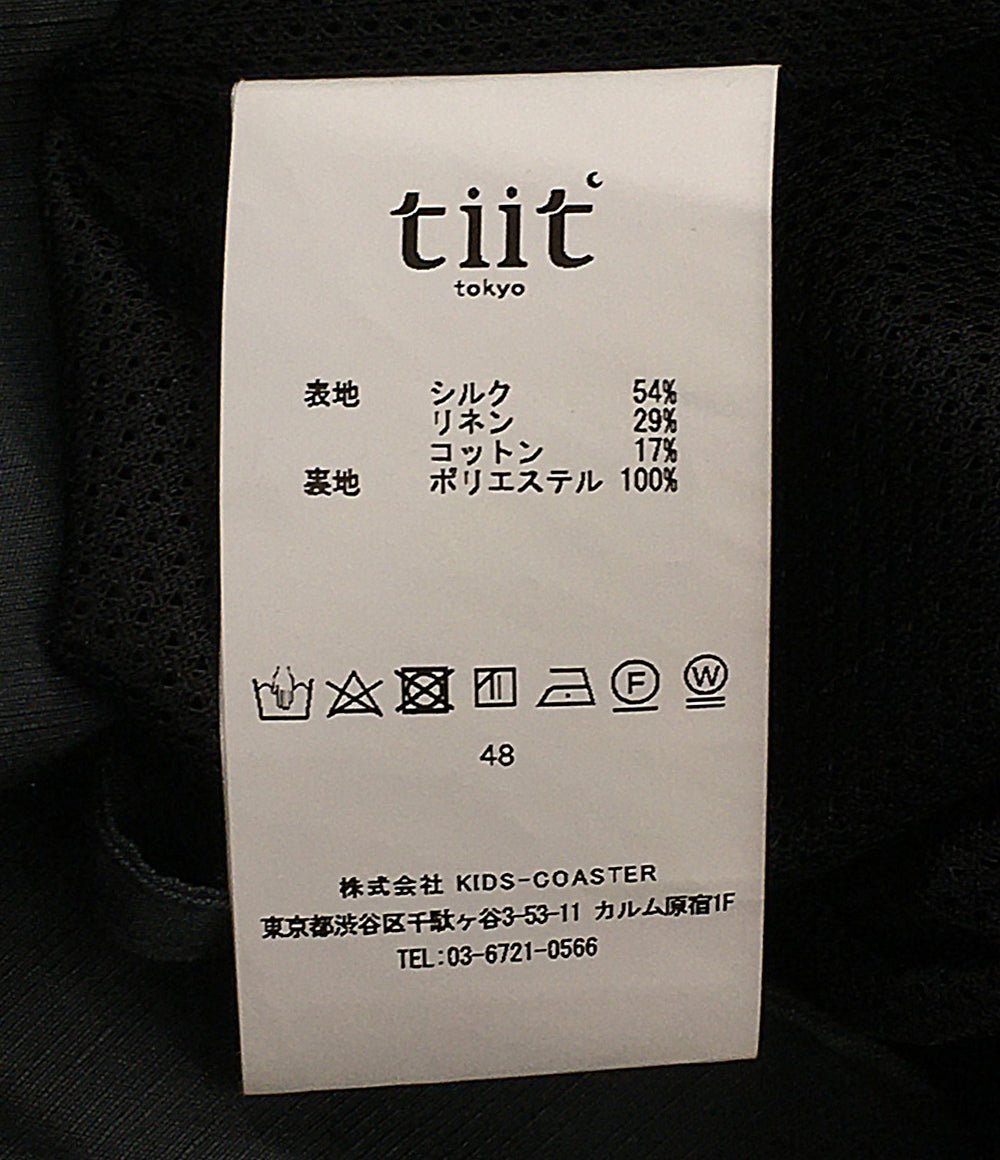 tiit
tokyo
表地 シルク 54%
リネン 29%
コットン 17%
裏地 ポリエステル 100%
F W
48
株式会社 KIDS-COASTER
東京都渋谷区千駄ヶ谷3-53-11 カルム原宿1F
TEL:03-6721-0566